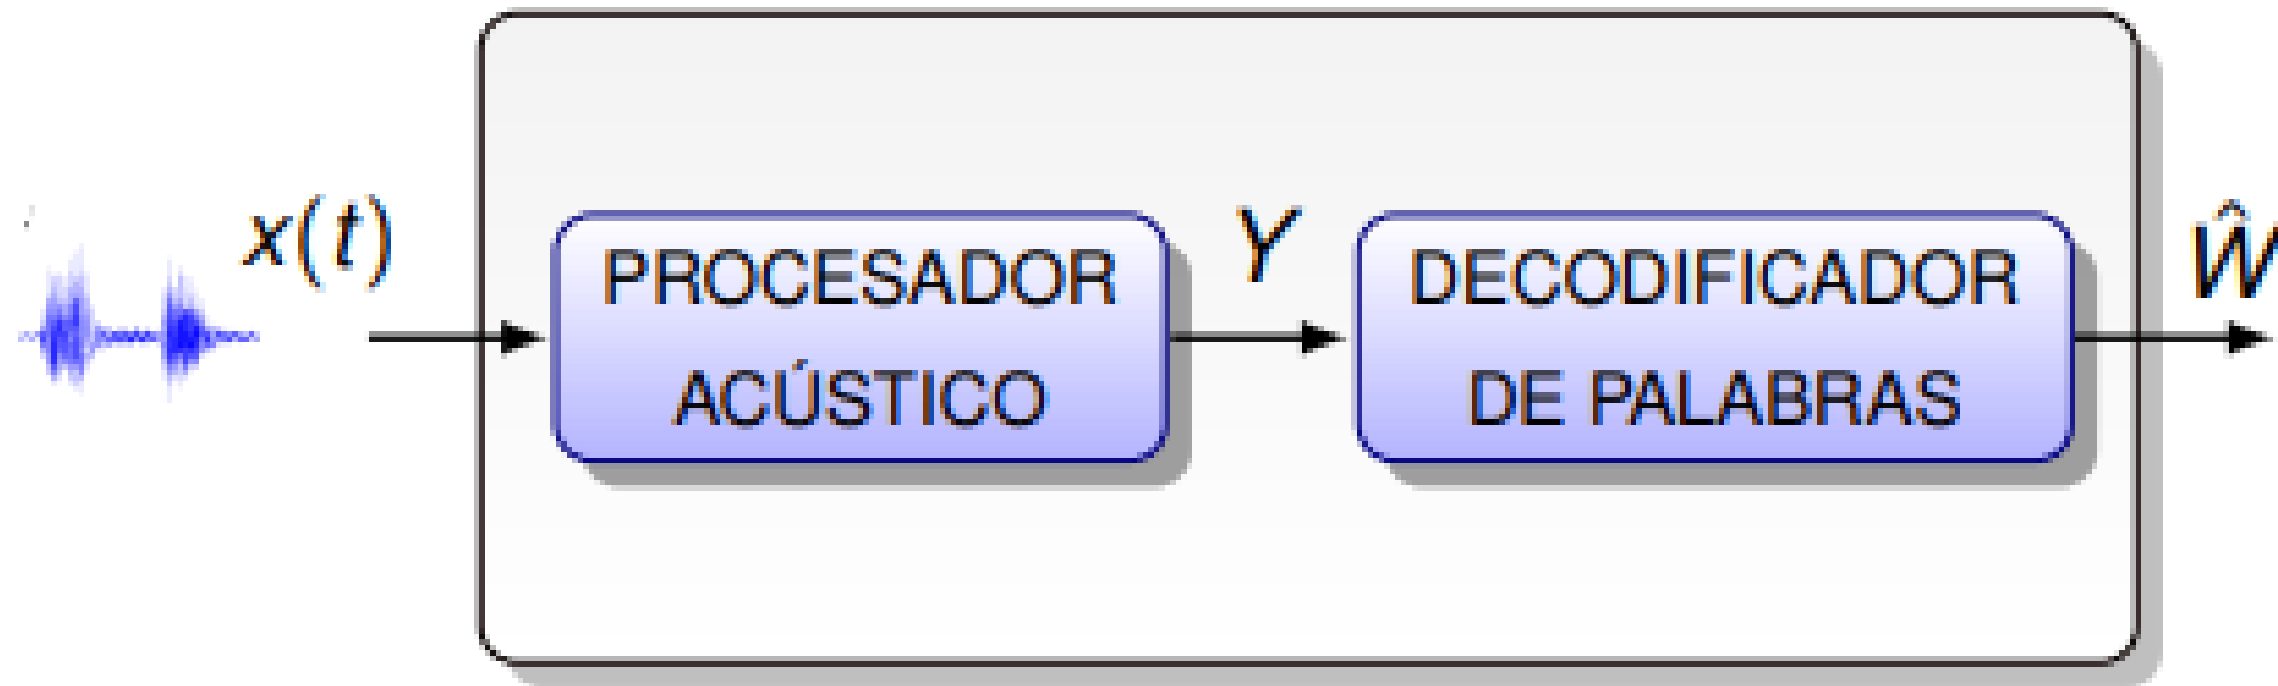 x(t)
PROCESADOR
ACÚSTICO
Y
DECODIFICADOR
DE PALABRAS
Ŵ